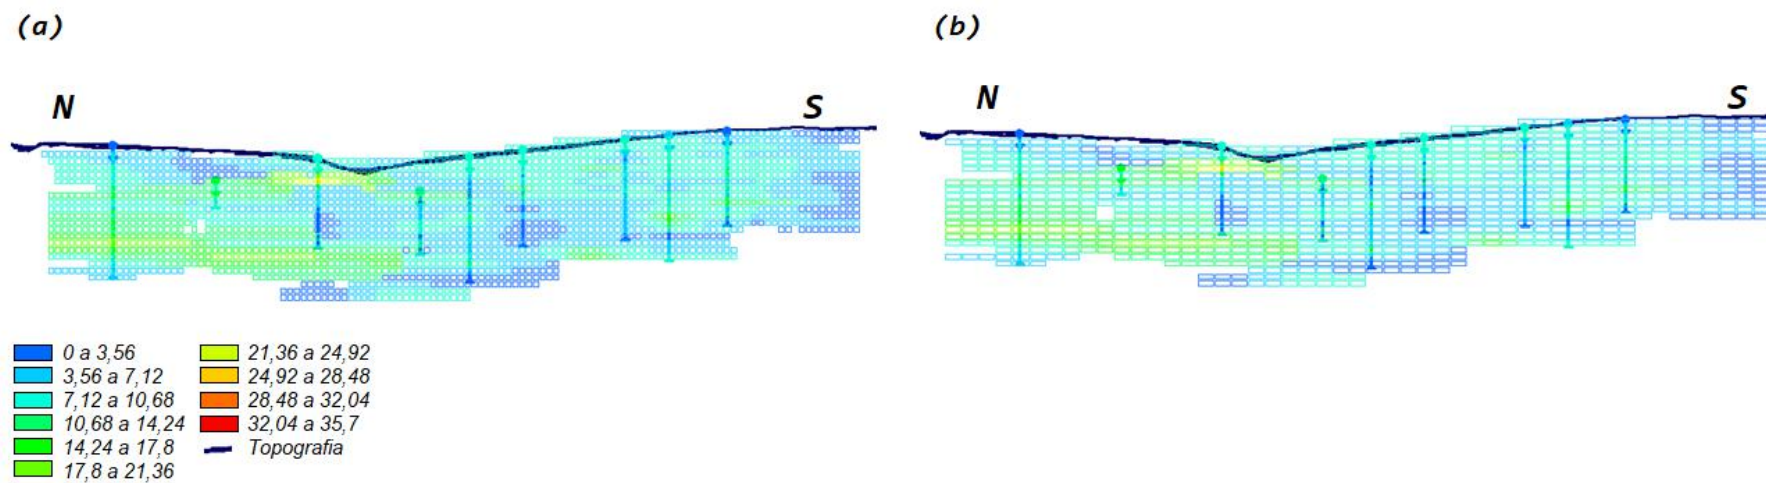 (a)
(b)
N
S
N
S
0 a 3,56
3,56 a 7,12
7,12 a 10,68
10,68 a 14,24
14,24 a 17,8
17,8 a 21,36
21,36 a 24,92
24,92 a 28,48
28,48 a 32,04
32,04 a 35,7
Topografia